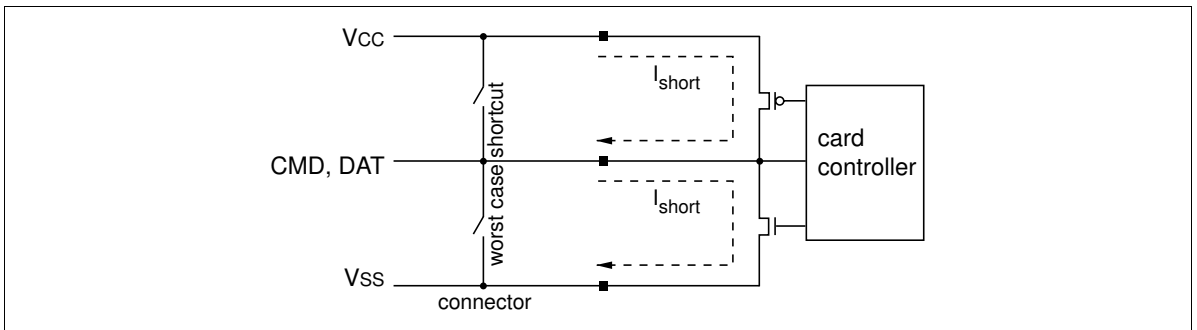 VCC
Ishort
worst case shortcut
card
controller
CMD, DAT
Ishort
VSS
connector